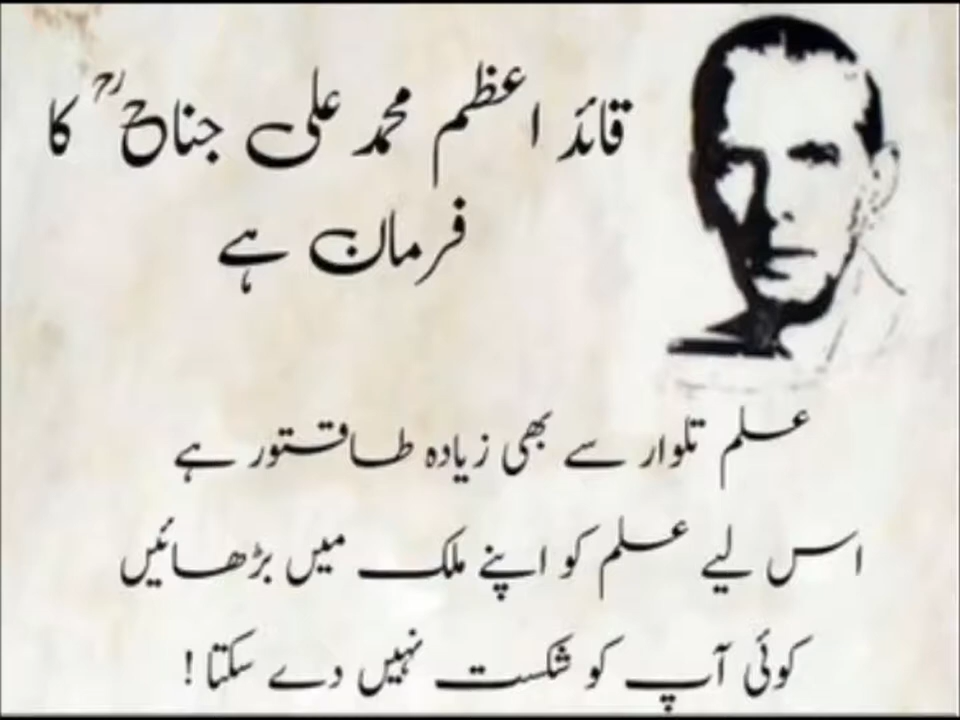 قائد اعظم محمد علی جناحؒ کا
فرمان ہے
علم تلوار سے بھی زیادہ طاقتور ہے
اس لیے علم کو اپنے ملک میں بڑھائیں
کوئی آپ کو شکست نہیں دے سکتا !